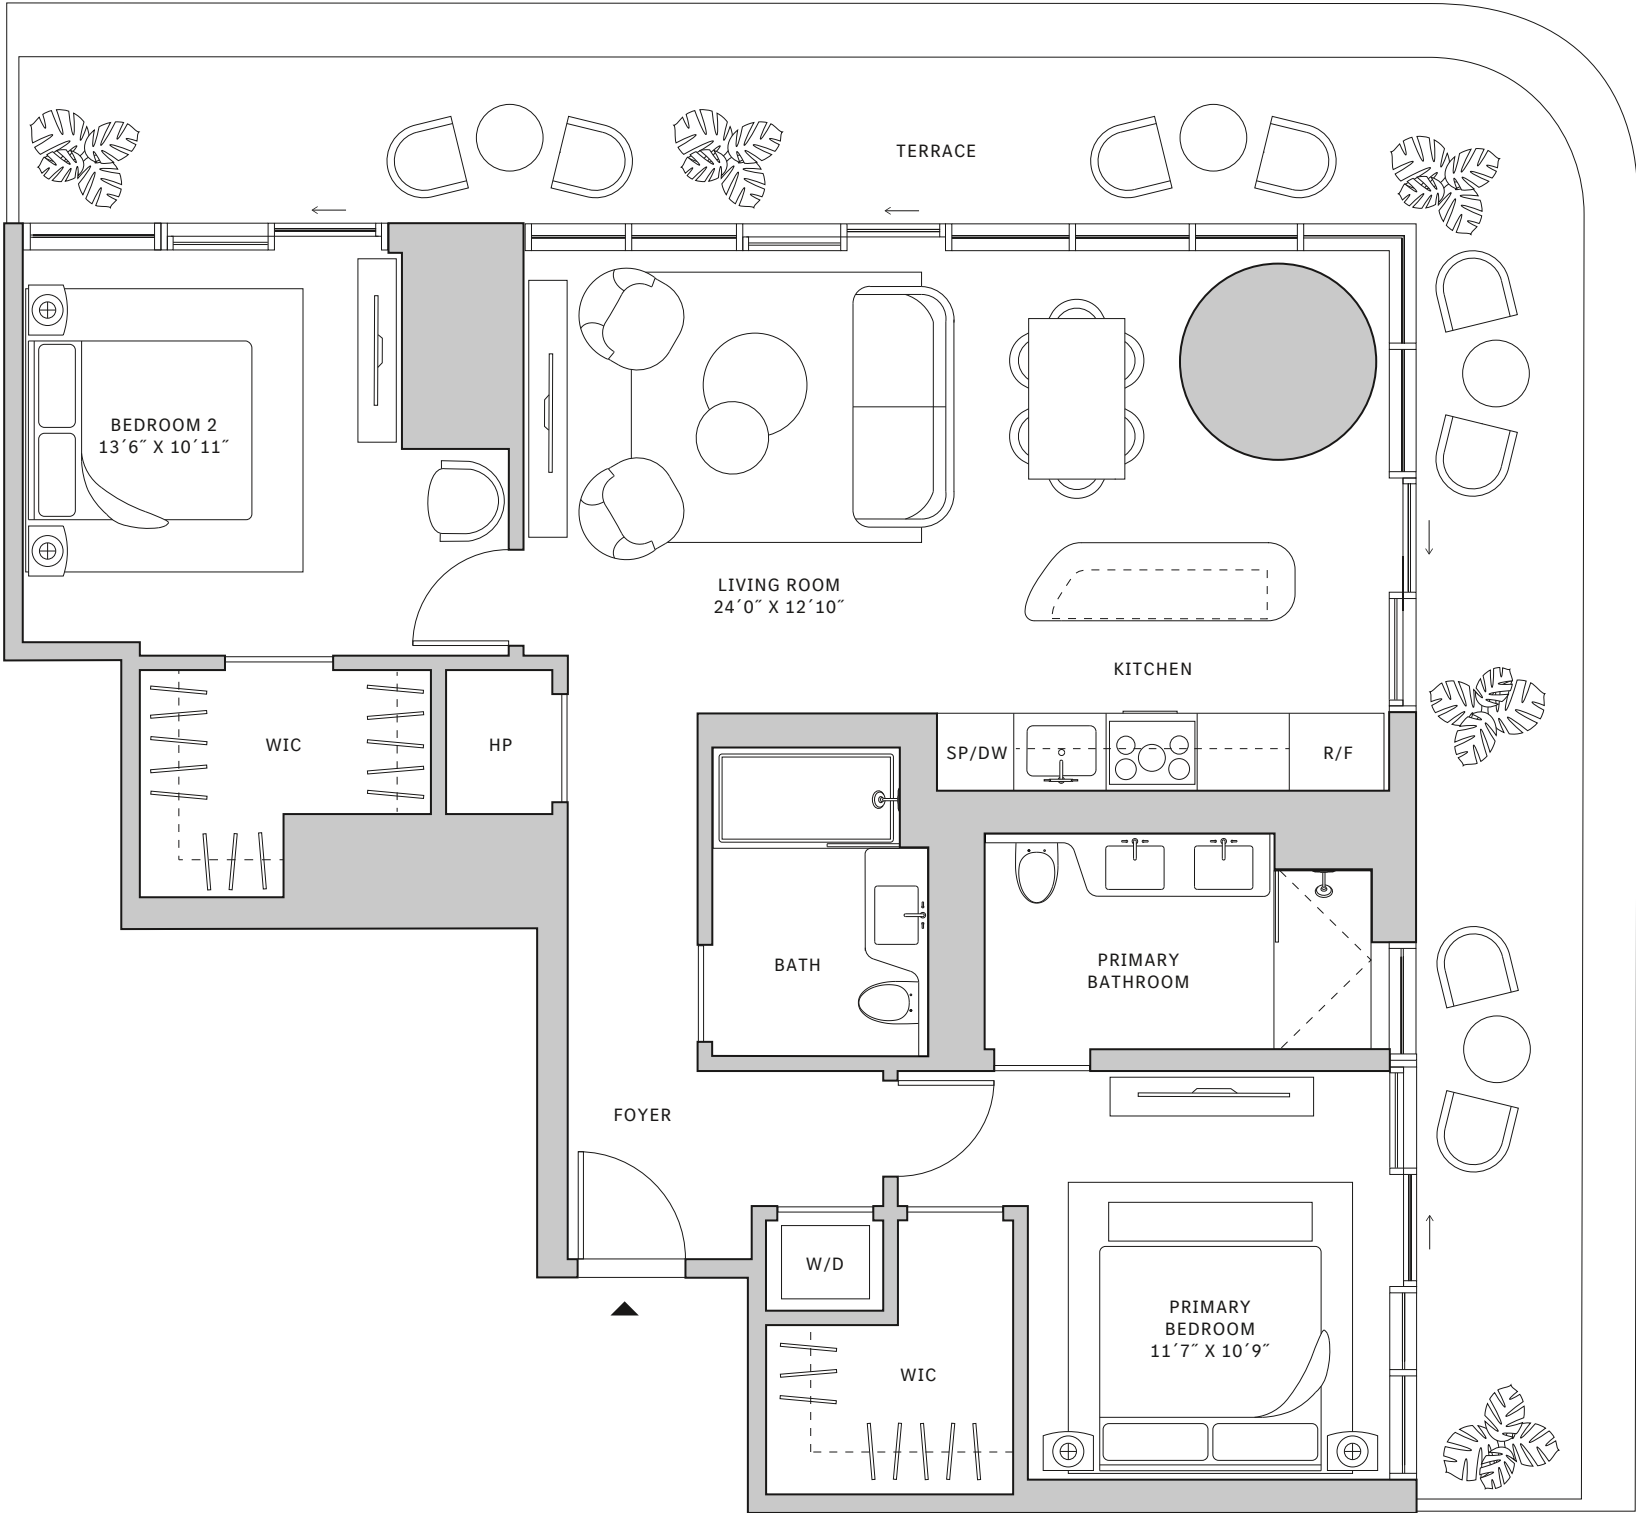 TERRACE
BEDROOM 2
13´6˝ X 10´11˝
LIVING ROOM
24´0˝ X 12´10˝
KITCHEN
WIC
HP
SP/DW
R/F
BATH
PRIMARY
BATHROOM
FOYER
W/D
PRIMARY
BEDROOM
11´7˝ X 10´9˝
WIC